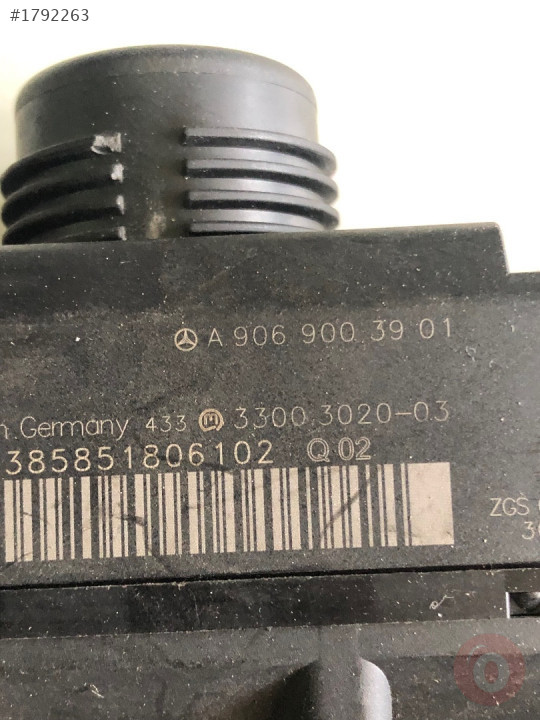 #1792263
A 906 900 39 01
n. Germany 433 3300.3020-03
385851806102 Q02
ZGS